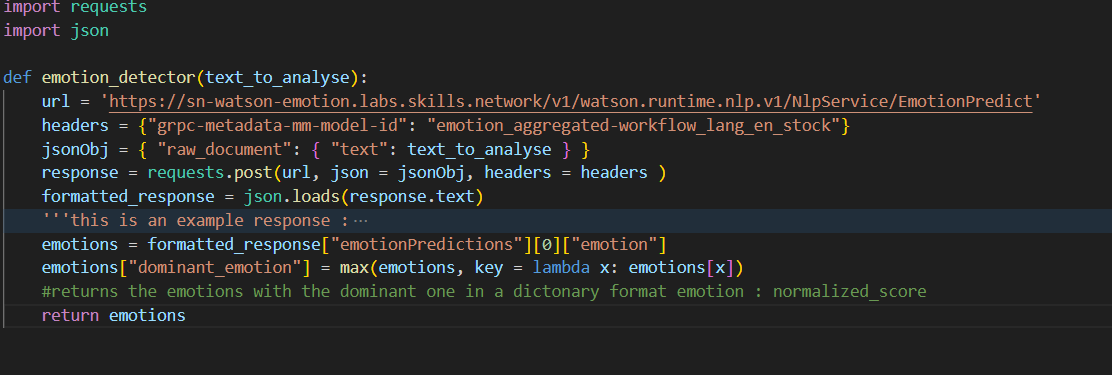 import requests
import json
def emotion_detector(text_to_analyse):
    url = 'https://sn-watson-emotion.labs.skills.network/v1/watson.runtime.nlp.v1/NlpService/EmotionPredict'
    headers = {"grpc-metadata-mm-model-id": "emotion_aggregated-workflow_lang_en_stock"}
    jsonObj = { "raw_document": { "text": text_to_analyse } }
    response = requests.post(url, json = jsonObj, headers = headers )
    formatted_response = json.loads(response.text)
    '''this is an example response :⋯
    emotions = formatted_response["emotionPredictions"][0]["emotion"]
    emotions["dominant_emotion"] = max(emotions, key = lambda x: emotions[x])
    #returns the emotions with the dominant one in a dictonary format emotion : normalized_score
    return emotions